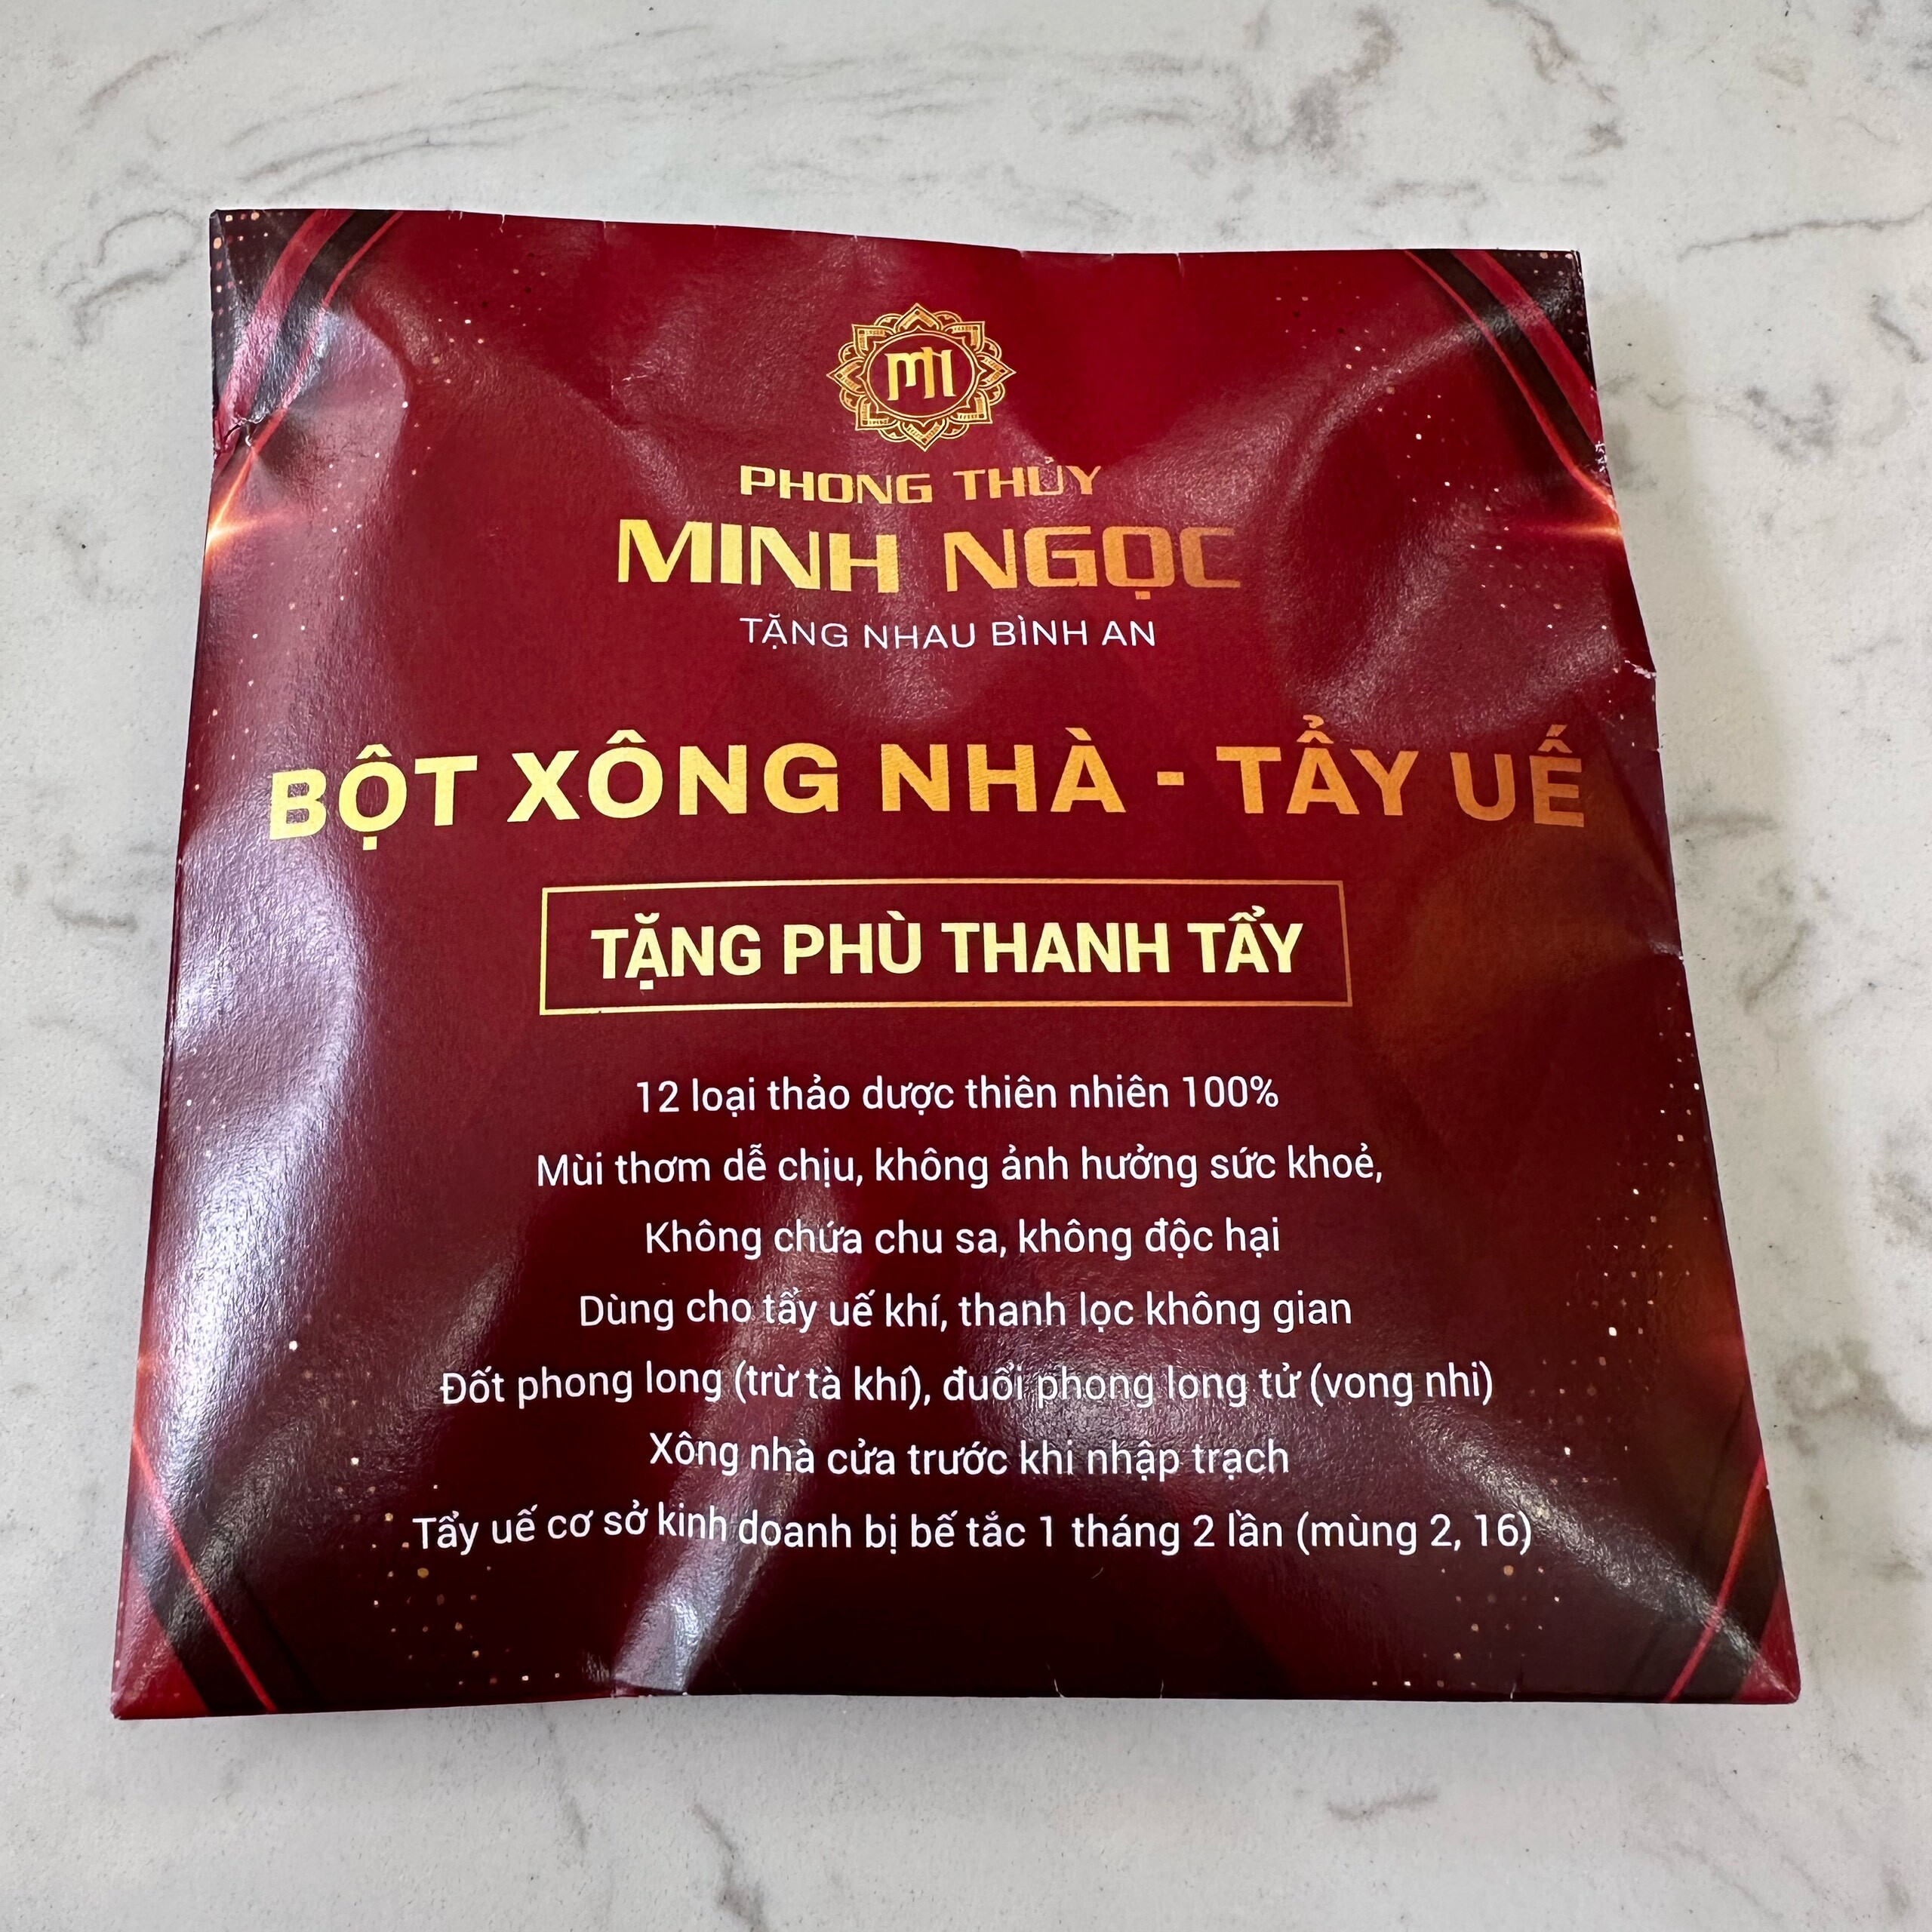 MN
PHONG THỦY
MINH NGỌC
TẶNG NHAU BÌNH AN
BỘT XÔNG NHÀ - TẨY UẾ
TẶNG PHÙ THANH TẨY
12 loại thảo dược thiên nhiên 100%
Mùi thơm dễ chịu, không ảnh hưởng sức khoẻ,
Không chứa chu sa, không độc hại
Dùng cho tẩy uế khí, thanh lọc không gian
Đốt phong long (trừ tà khí), đuổi phong long tử (vong nhi)
Xông nhà cửa trước khi nhập trạch
Tẩy uế cơ sở kinh doanh bị bế tắc 1 tháng 2 lần (mùng 2, 16)